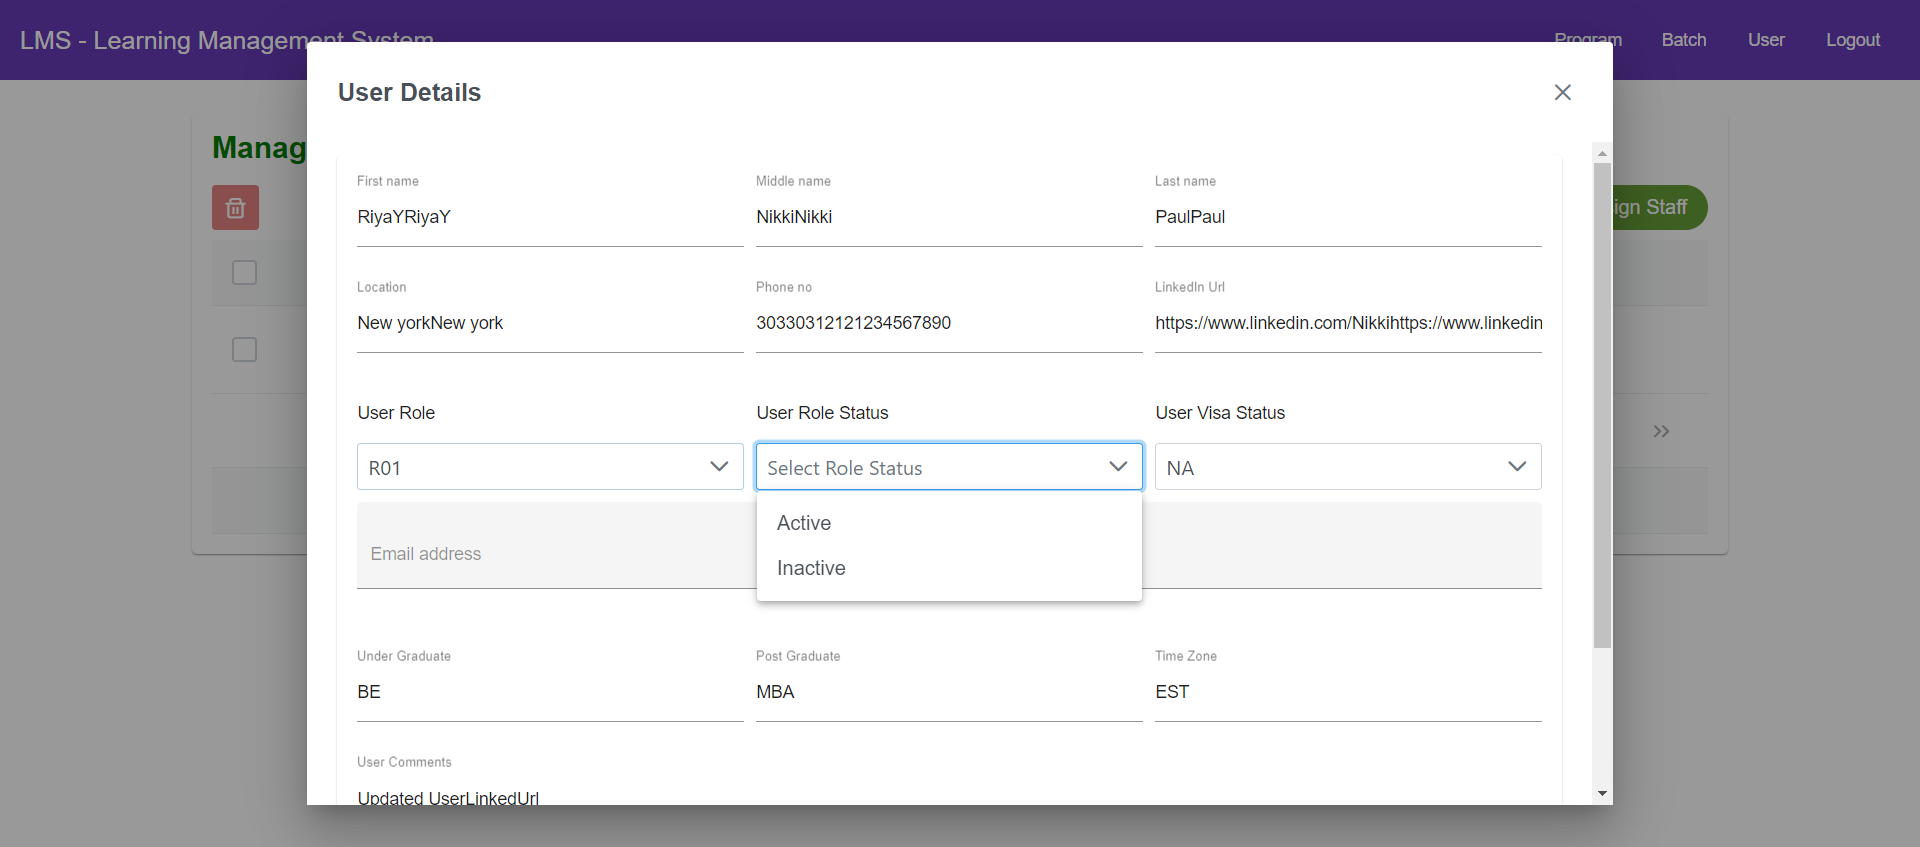 LMS - Learning Management System
Program Batch User Logout
User Details
Manag
ign Staff
First name Middle name Last name
RiyaYRiyaY NikkiNikki PaulPaul
Location Phone no LinkedIn Url
New yorkNew york 30330312121234567890 https://www.linkedin.com/Nikkihttps://www.linkedin
User Role User Role Status User Visa Status
R01 Select Role Status NA
Active
Email address
Inactive
Under Graduate Post Graduate Time Zone
BE MBA EST
User Comments
Updated UserLinkedUrl